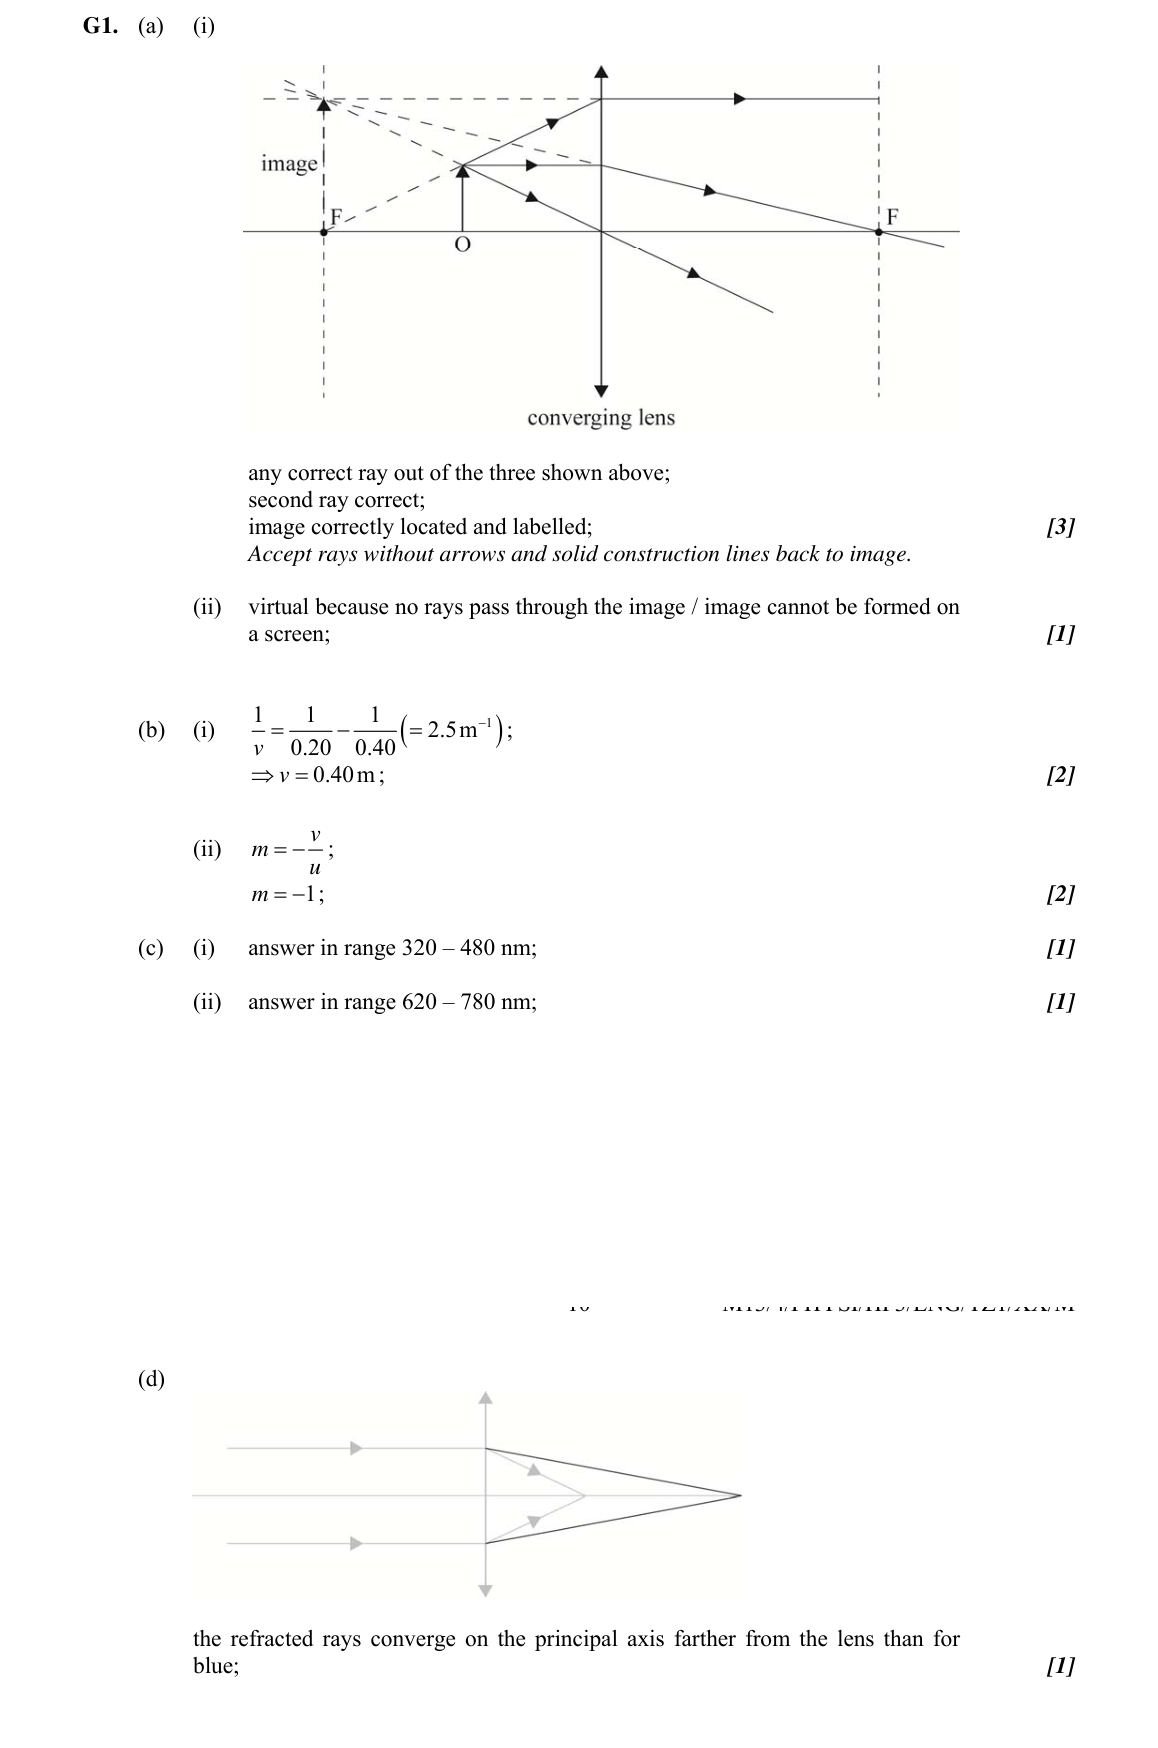 G1. (a) (i)
image
F
F
O
converging lens
any correct ray out of the three shown above;
second ray correct;
image correctly located and labelled; [3]
Accept rays without arrows and solid construction lines back to image.
(ii) virtual because no rays pass through the image / image cannot be formed on
a screen; [1]
(b) (i) 1/v = 1/0.20 − 1/0.40 (= 2.5 m⁻¹);
⇒ v = 0.40 m; [2]
(ii) m = −v/u;
m = −1; [2]
(c) (i) answer in range 320 – 480 nm; [1]
(ii) answer in range 620 – 780 nm; [1]
(d)
the refracted rays converge on the principal axis farther from the lens than for
blue; [1]